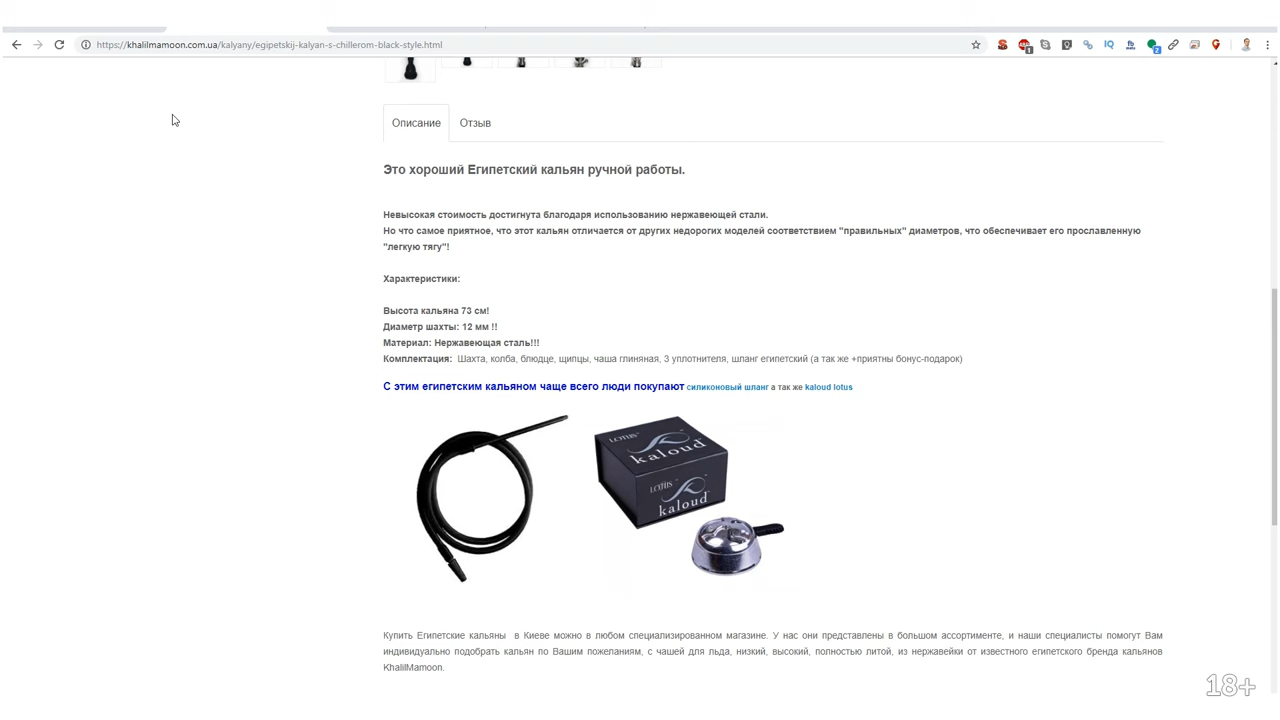 https://khalilmamoon.com.ua/kalyany/egipetskij-kalyan-s-chillerom-black-style.html
Описание Отзыв
Это хороший Египетский кальян ручной работы.
Невысокая стоимость достигнута благодаря использованию нержавеющей стали.
Но что самое приятное, что этот кальян отличается от других недорогих моделей соответствием "правильных" диаметров, что обеспечивает его прославленную
"легкую тягу"!
Характеристики:
Высота кальяна 73 см!
Диаметр шахты: 12 мм !!
Материал: Нержавеющая сталь!!!
Комплектация: Шахта, колба, блюдце, щипцы, чаша глиняная, 3 уплотнителя, шланг египетский (а так же +приятны бонус-подарок)
С этим египетским кальяном чаще всего люди покупают силиконовый шланг а так же kaloud lotus
LOTUS
kaloud
LOTUS
kaloud
Купить Египетские кальяны в Киеве можно в любом специализированном магазине. У нас они представлены в большом ассортименте, и наши специалисты помогут Вам
индивидуально подобрать кальян по Вашим пожеланиям, с чашей для льда, низкий, высокий, полностью литой, из нержавейки от известного египетского бренда кальянов
KhalilMamoon.
18+